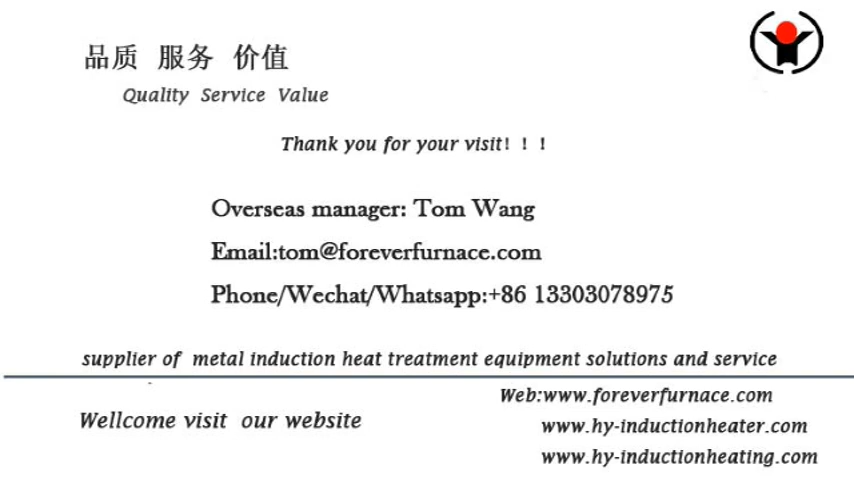 品质 服务 价值
Quality Service Value
Thank you for your visit！！！
Overseas manager: Tom Wang
Email:tom@foreverfurnace.com
Phone/Wechat/Whatsapp:+86 13303078975
supplier of metal induction heat treatment equipment solutions and service
Wellcome visit our website
Web:www.foreverfurnace.com
www.hy-inductionheater.com
www.hy-inductionheating.com